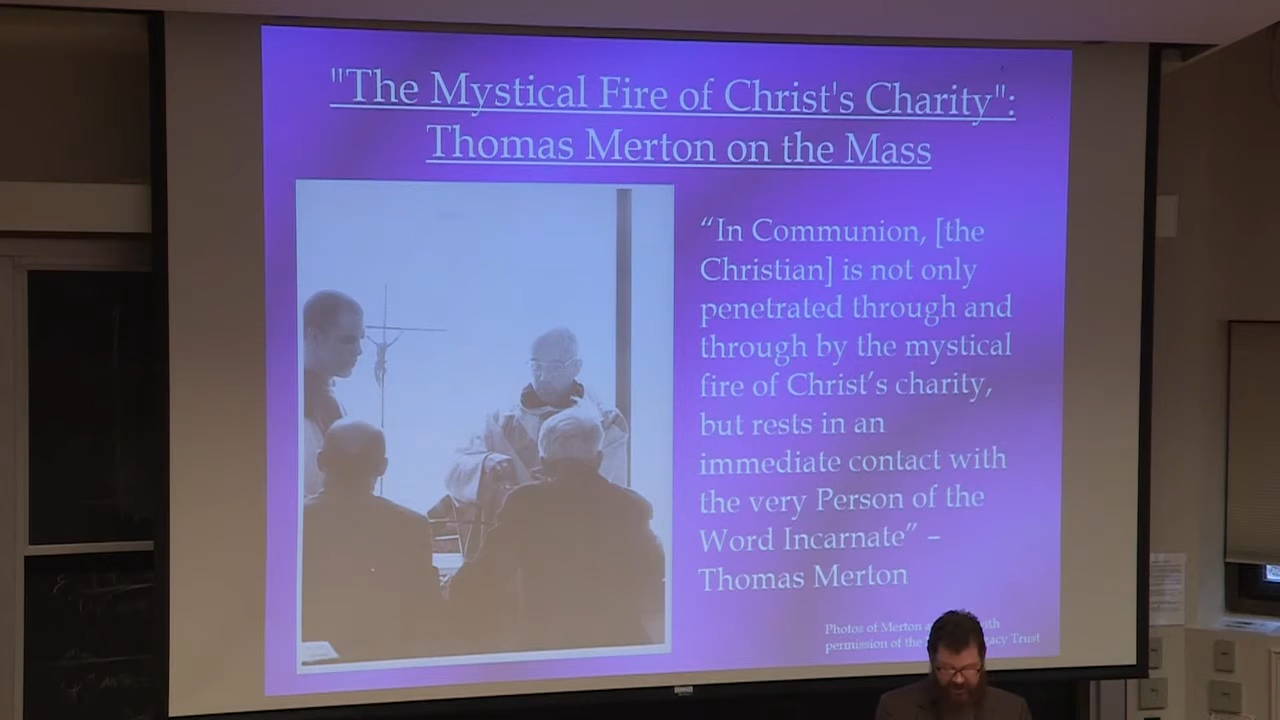 "The Mystical Fire of Christ's Charity":
Thomas Merton on the Mass
“In Communion, [the
Christian] is not only
penetrated through and
through by the mystical
fire of Christ’s charity,
but rests in an
immediate contact with
the very Person of the
Word Incarnate” –
Thomas Merton
Photos of Merton
permission of the Trust